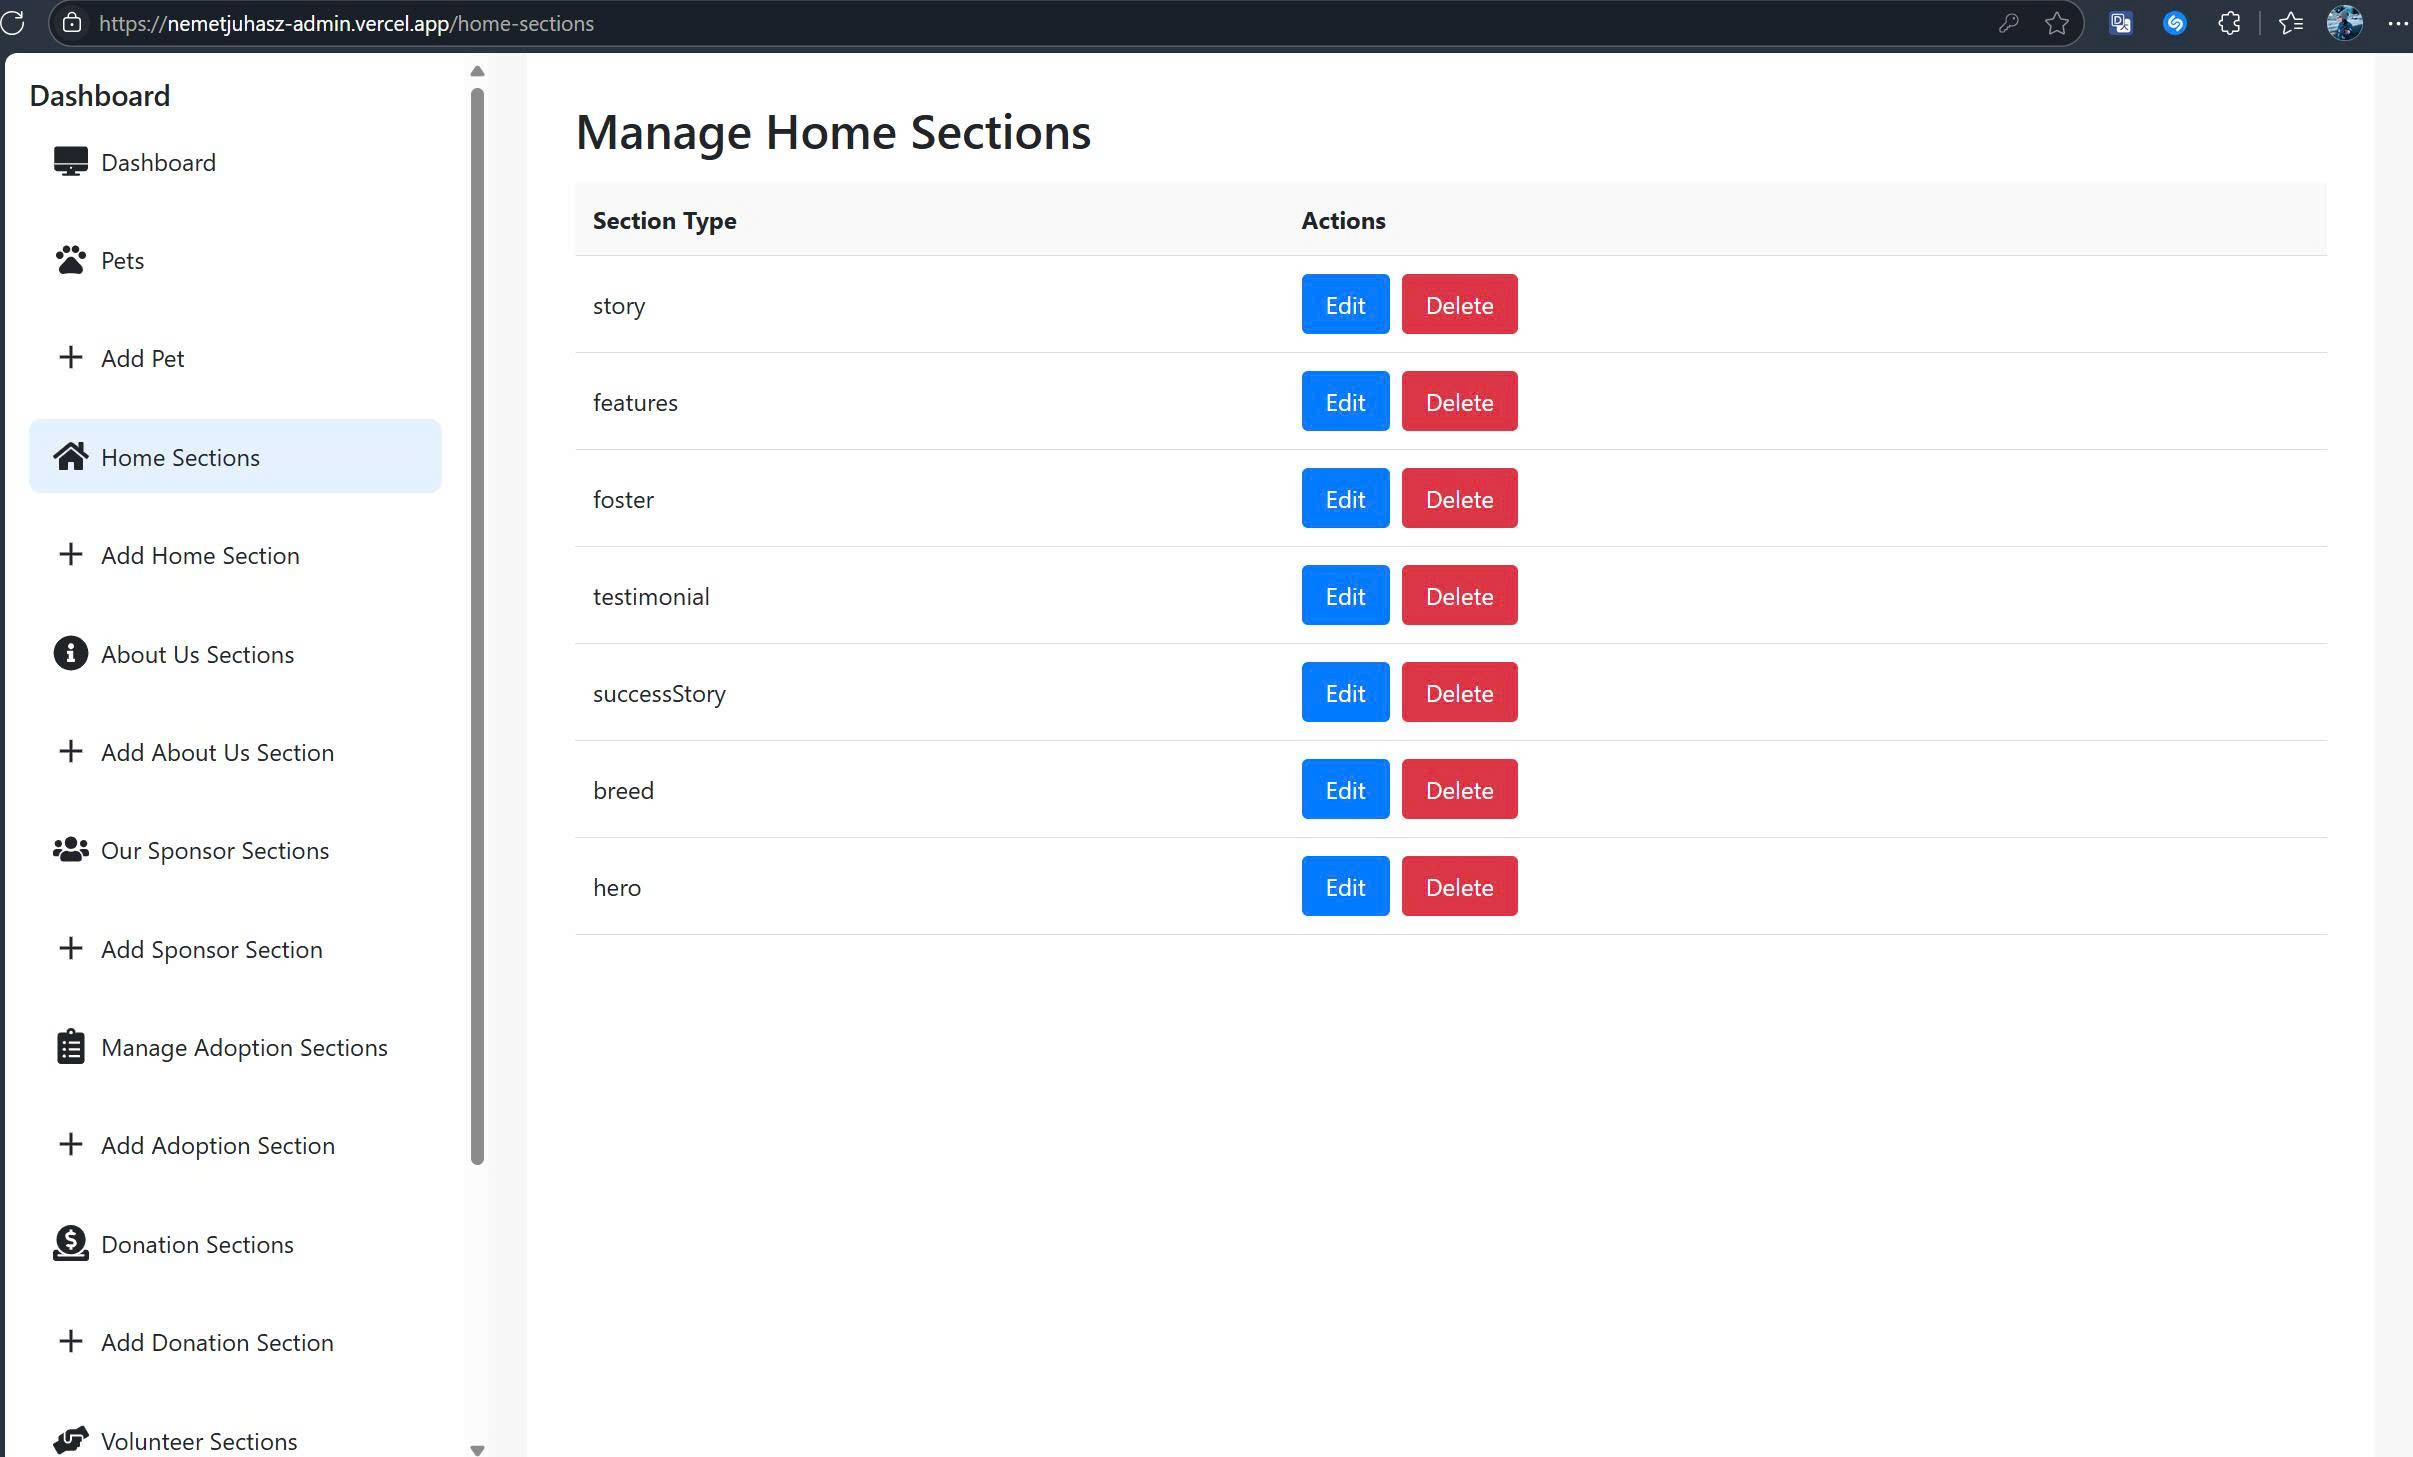 https://nemetjuhasz-admin.vercel.app/home-sections
Dashboard
Dashboard
Pets
Add Pet
Home Sections
Add Home Section
About Us Sections
Add About Us Section
Our Sponsor Sections
Add Sponsor Section
Manage Adoption Sections
Add Adoption Section
Donation Sections
Add Donation Section
Volunteer Sections
Manage Home Sections
Section Type Actions
story Edit Delete
features Edit Delete
foster Edit Delete
testimonial Edit Delete
successStory Edit Delete
breed Edit Delete
hero Edit Delete